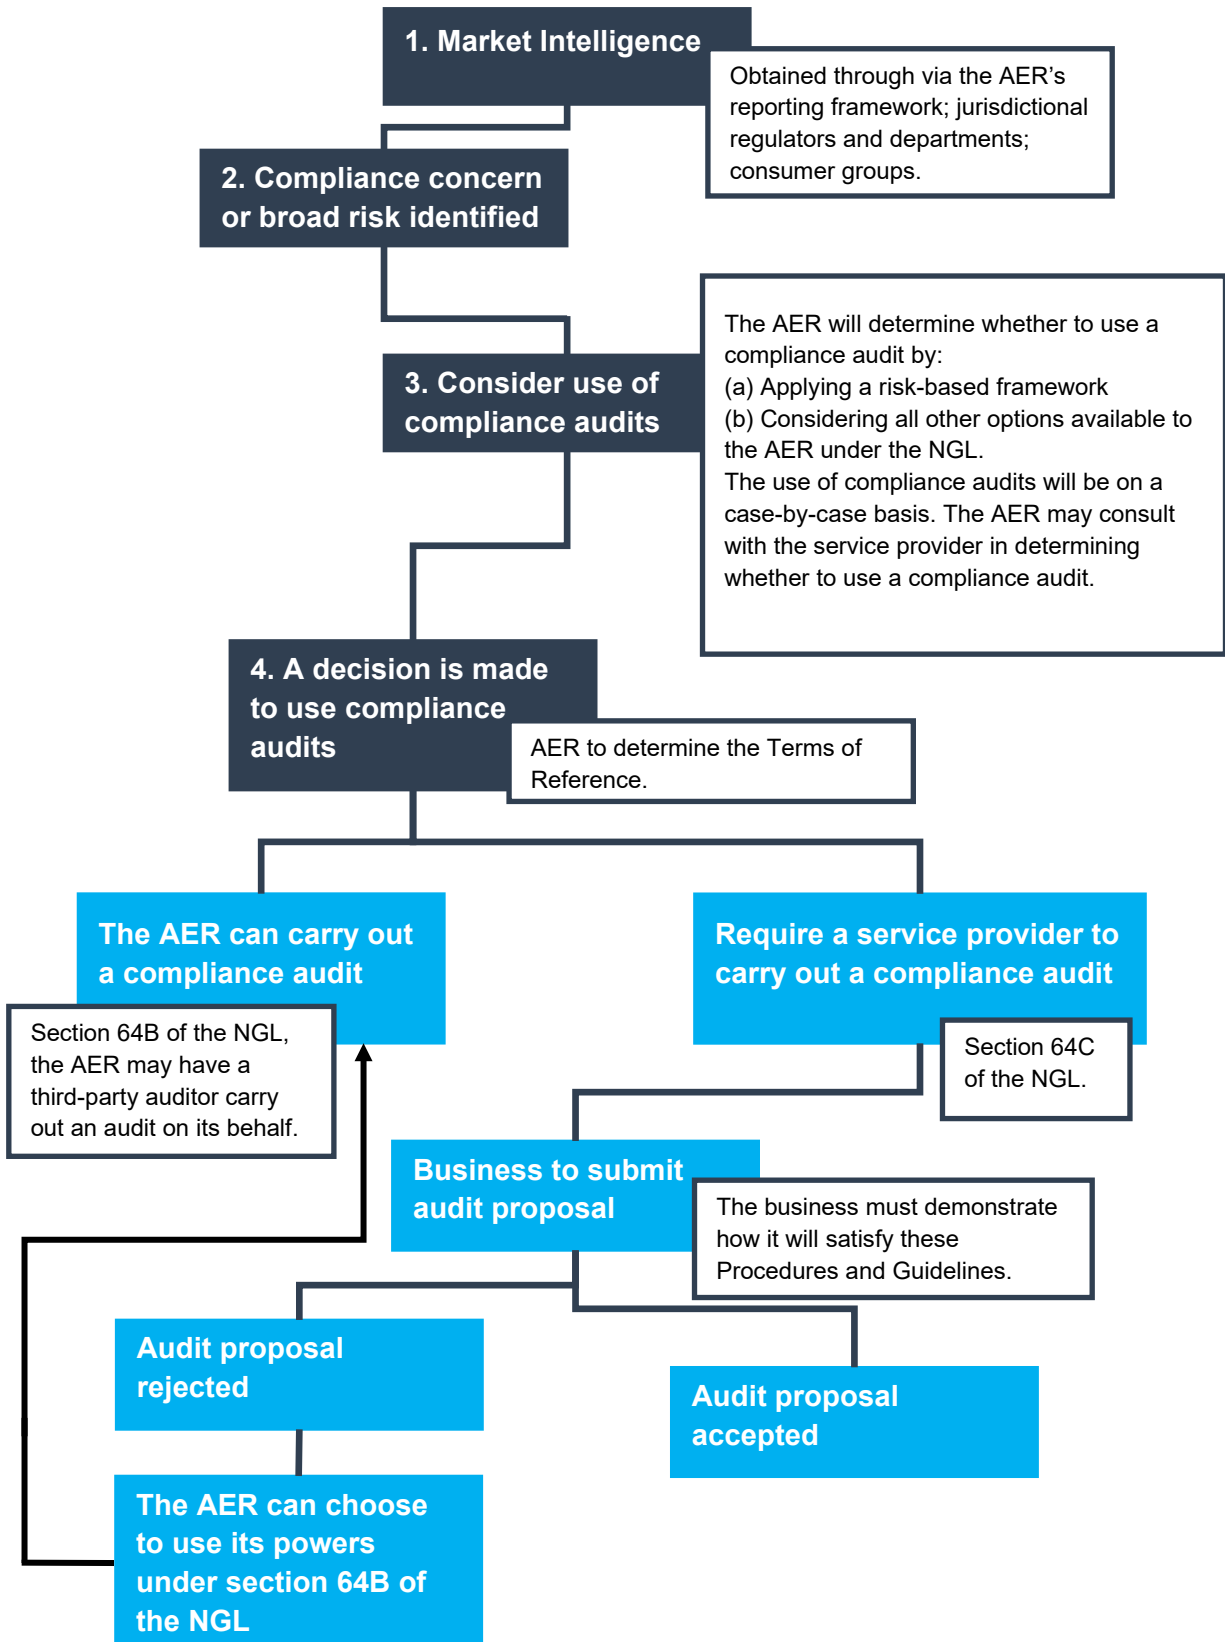 1. Market Intelligence
Obtained through via the AER's
reporting framework; jurisdictional
regulators and departments;
consumer groups.
2. Compliance concern
or broad risk identified
The AER will determine whether to use a
compliance audit by:
(a) Applying a risk-based framework
(b) Considering all other options available to
the AER under the NGL.
The use of compliance audits will be on a
case-by-case basis. The AER may consult
with the service provider in determining
whether to use a compliance audit.
3. Consider use of
compliance audits
4. A decision is made
to use compliance
audits
AER to determine the Terms of
Reference.
The AER can carry out
a compliance audit
Section 64B of the NGL,
the AER may have a
third-party auditor carry
out an audit on its behalf.
Require a service provider to
carry out a compliance audit
Section 64C
of the NGL.
Business to submit
audit proposal
The business must demonstrate
how it will satisfy these
Procedures and Guidelines.
Audit proposal
rejected
Audit proposal
accepted
The AER can choose
to use its powers
under section 64B of
the NGL